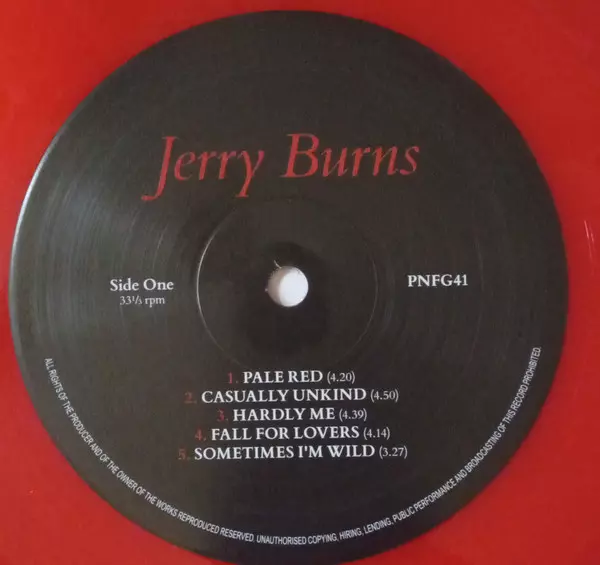 Jerry Burns
Side One
33⅓ rpm
PNFG41
1. PALE RED (4.20)
2. CASUALLY UNKIND (4.50)
3. HARDLY ME (4.39)
4. FALL FOR LOVERS (4.14)
5. SOMETIMES I'M WILD (3.27)
ALL RIGHTS OF THE PRODUCER AND OF THE OWNER OF THE WORKS REPRODUCED RESERVED. UNAUTHORISED COPYING, HIRING, LENDING, PUBLIC PERFORMANCE AND BROADCASTING OF THIS RECORD PROHIBITED.